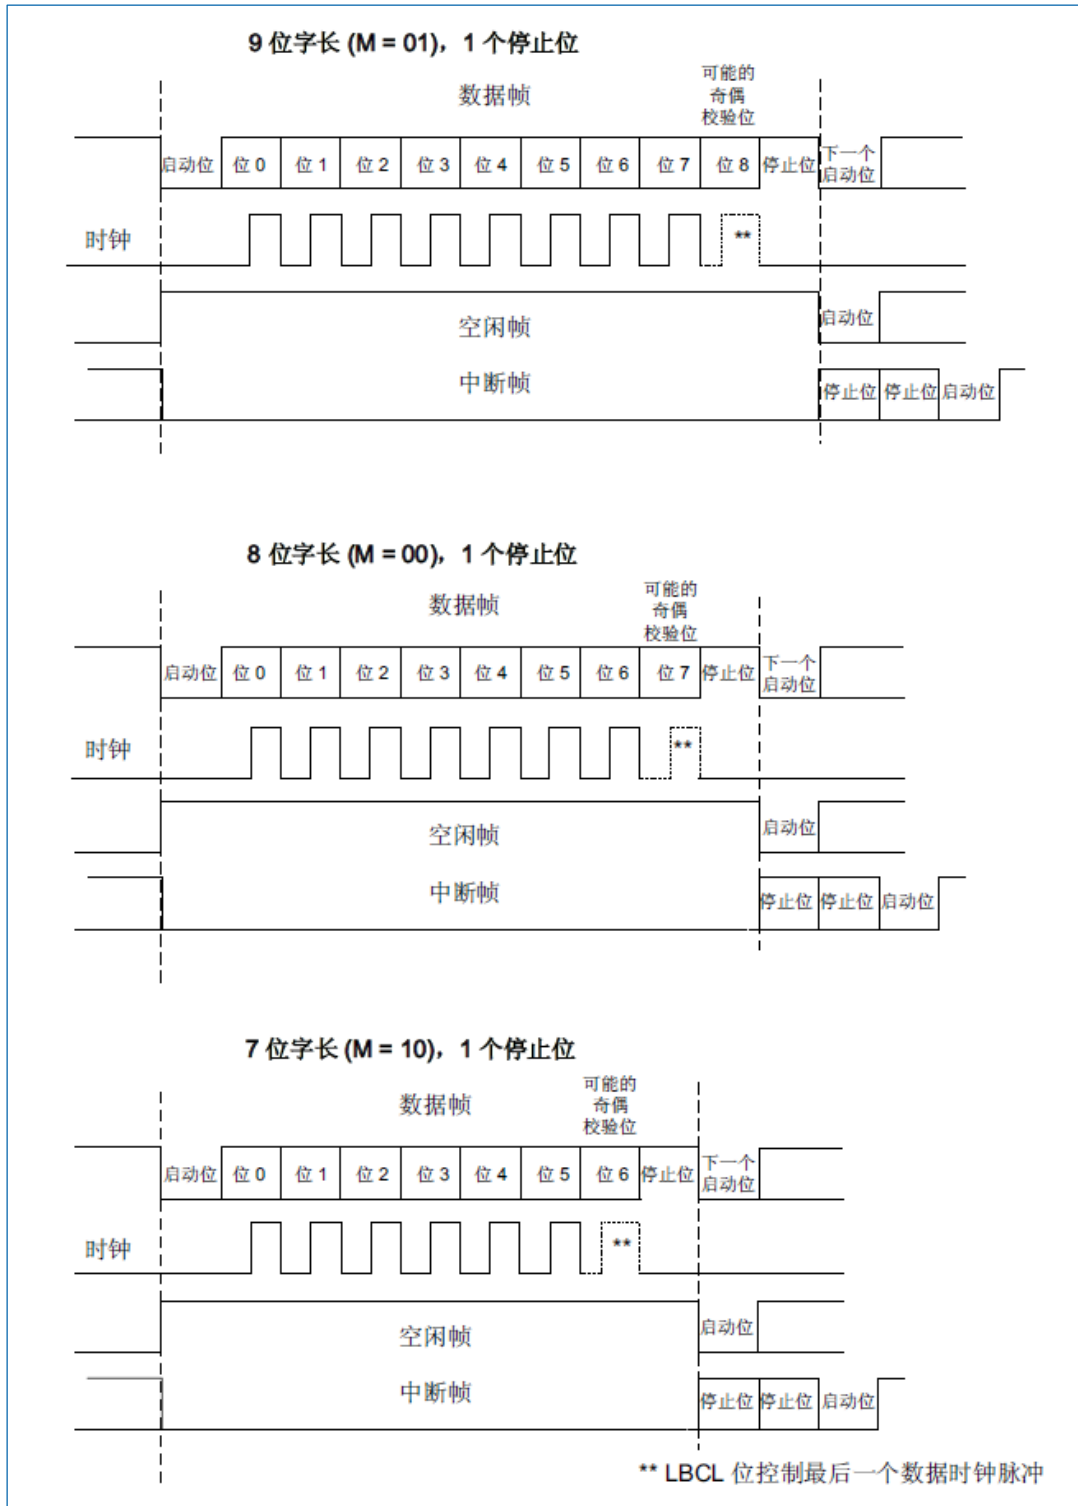 9 位字长 (M = 01)，1 个停止位
数据帧
可能的
奇偶
校验位
启动位 位 0 位 1 位 2 位 3 位 4 位 5 位 6 位 7 位 8 停止位 下一个
启动位
时钟
**
空闲帧
启动位
中断帧
停止位 停止位 启动位
8 位字长 (M = 00)，1 个停止位
数据帧
可能的
奇偶
校验位
启动位 位 0 位 1 位 2 位 3 位 4 位 5 位 6 位 7 停止位 下一个
启动位
时钟
**
空闲帧
启动位
中断帧
停止位 停止位 启动位
7 位字长 (M = 10)，1 个停止位
数据帧
可能的
奇偶
校验位
启动位 位 0 位 1 位 2 位 3 位 4 位 5 位 6 停止位 下一个
启动位
时钟
**
空闲帧
启动位
中断帧
停止位 停止位 启动位
** LBCL 位控制最后一个数据时钟脉冲